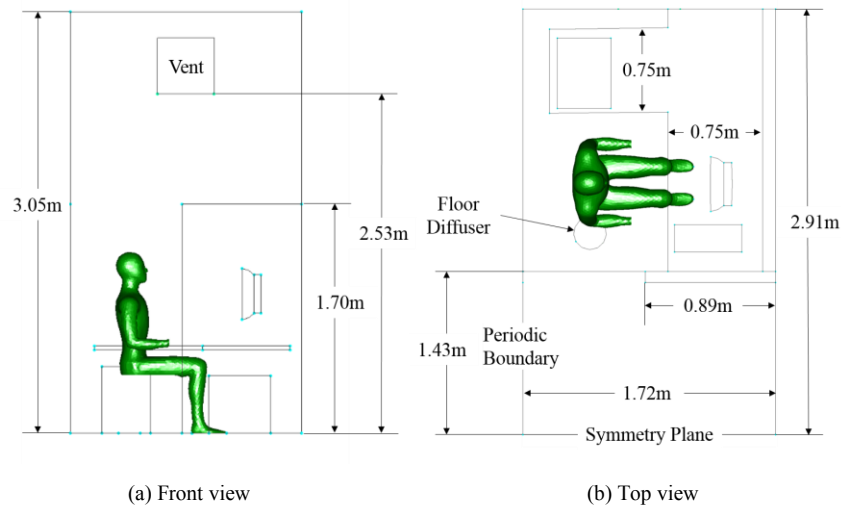 Vent
3.05m
2.53m
1.70m
(a) Front view
0.75m
0.75m
Floor
Diffuser
2.91m
0.89m
Periodic
Boundary
1.43m
1.72m
Symmetry Plane
(b) Top view